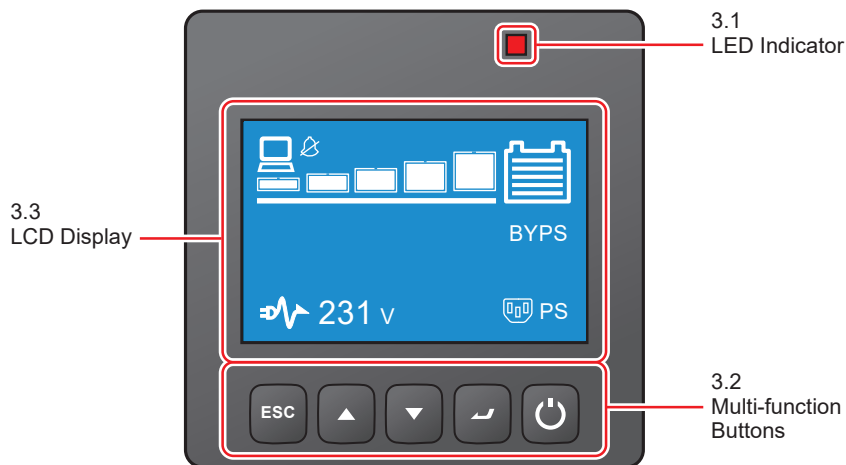 3.1
LED Indicator
3.3
LCD Display
BYPS
231 V
PS
ESC
3.2
Multi-function
Buttons